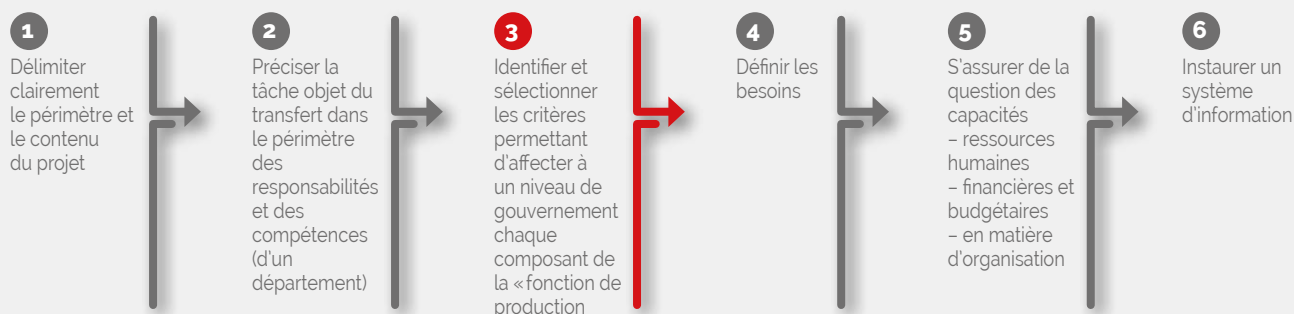 1
Délimiter
clairement
le périmètre et
le contenu
du projet
2
Préciser la
tâche objet du
transfert dans
le périmètre
des
responsabilités
et des
compétences
(d'un
département)
3
Identifier et
sélectionner
les critères
permettant
d'affecter à
un niveau de
gouvernement
chaque
composant de
la «fonction de
production
4
Définir les
besoins
5
S'assurer de la
question des
capacités
– ressources
humaines
– financières et
budgétaires
– en matière
d'organisation
6
Instaurer un
système
d'information